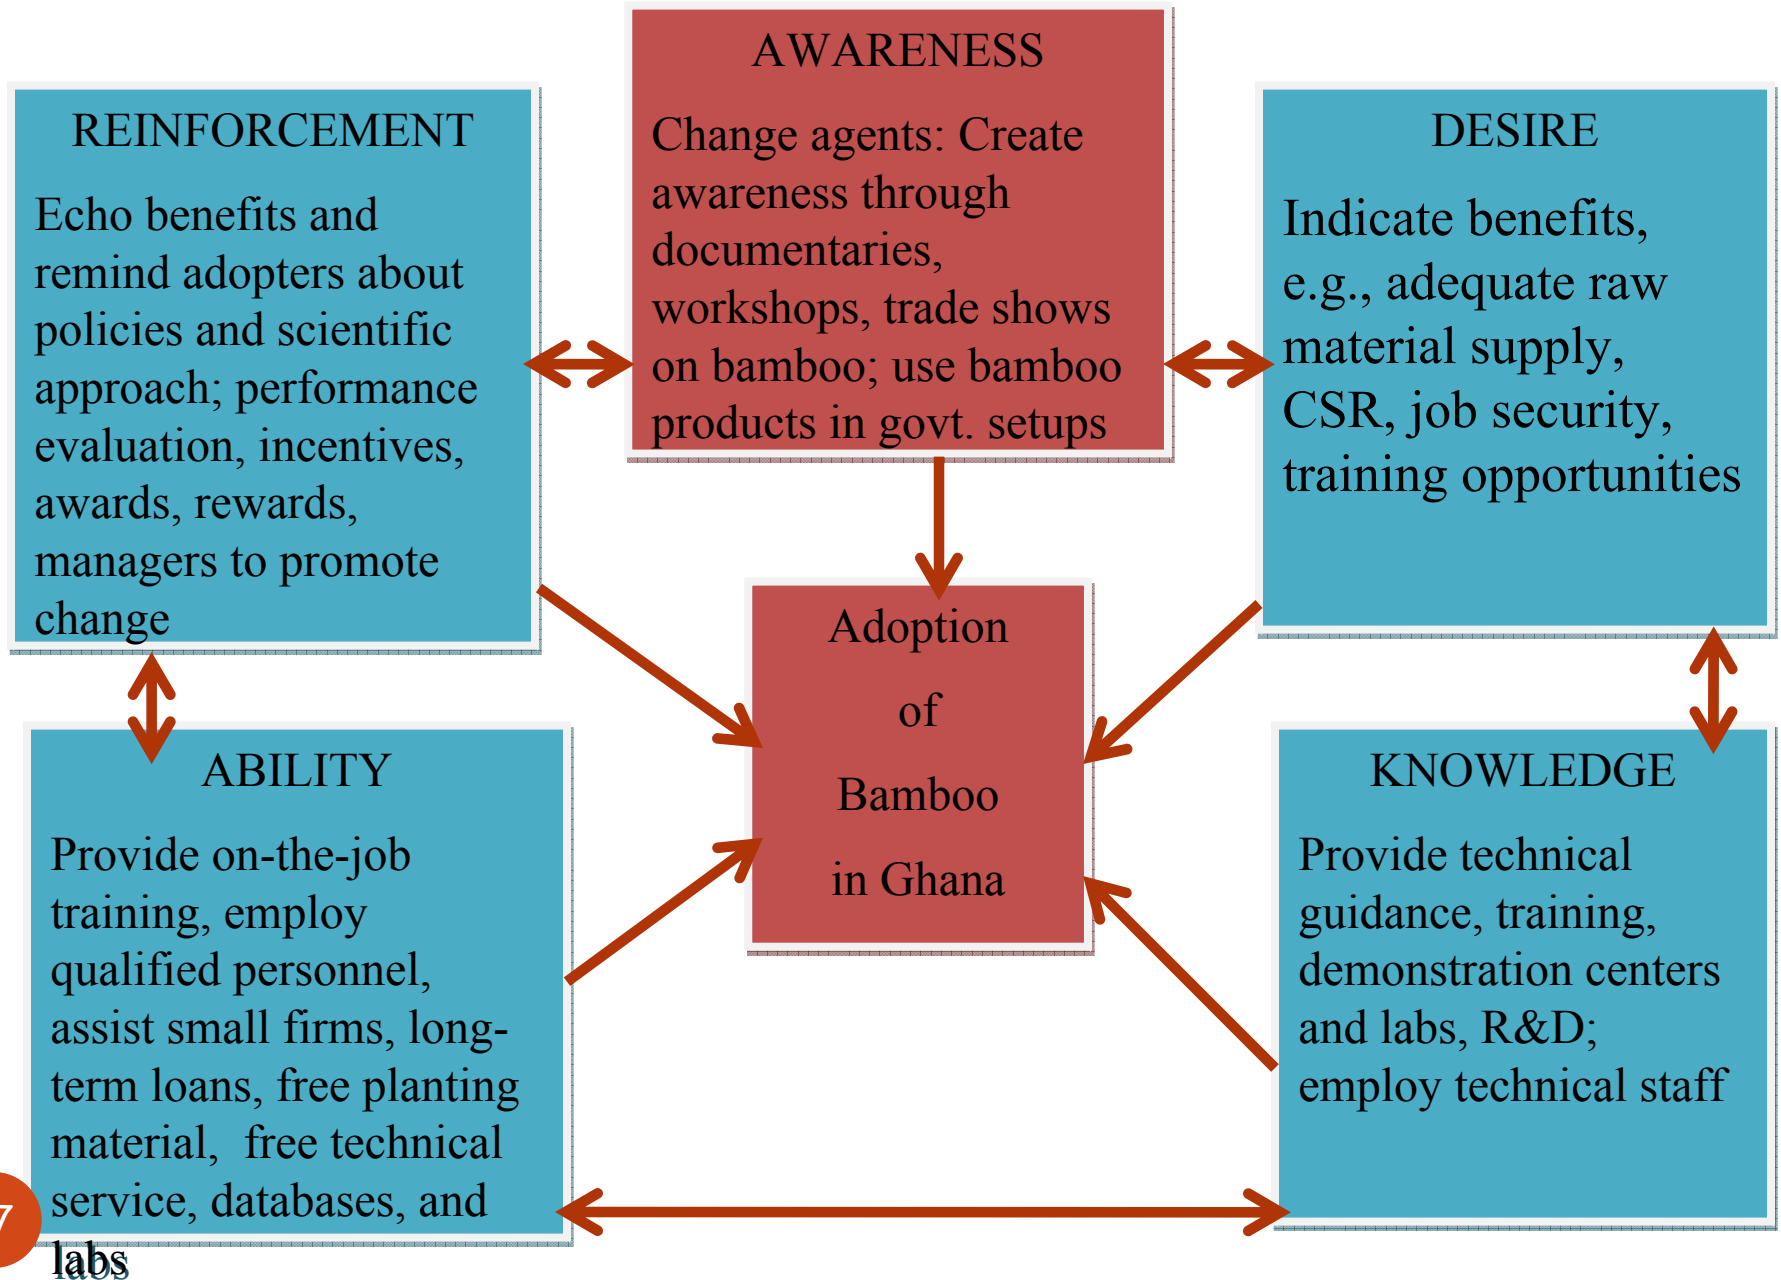 AWARENESS
Change agents: Create
awareness through
documentaries,
workshops, trade shows
on bamboo; use bamboo
products in govt. setups
REINFORCEMENT
Echo benefits and
remind adopters about
policies and scientific
approach; performance
evaluation, incentives,
awards, rewards,
managers to promote
change
DESIRE
Indicate benefits,
e.g., adequate raw
material supply,
CSR, job security,
training opportunities
Adoption
of
Bamboo
in Ghana
ABILITY
Provide on-the-job
training, employ
qualified personnel,
assist small firms, long-
term loans, free planting
material, free technical
service, databases, and
labs
KNOWLEDGE
Provide technical
guidance, training,
demonstration centers
and labs, R&D;
employ technical staff
7